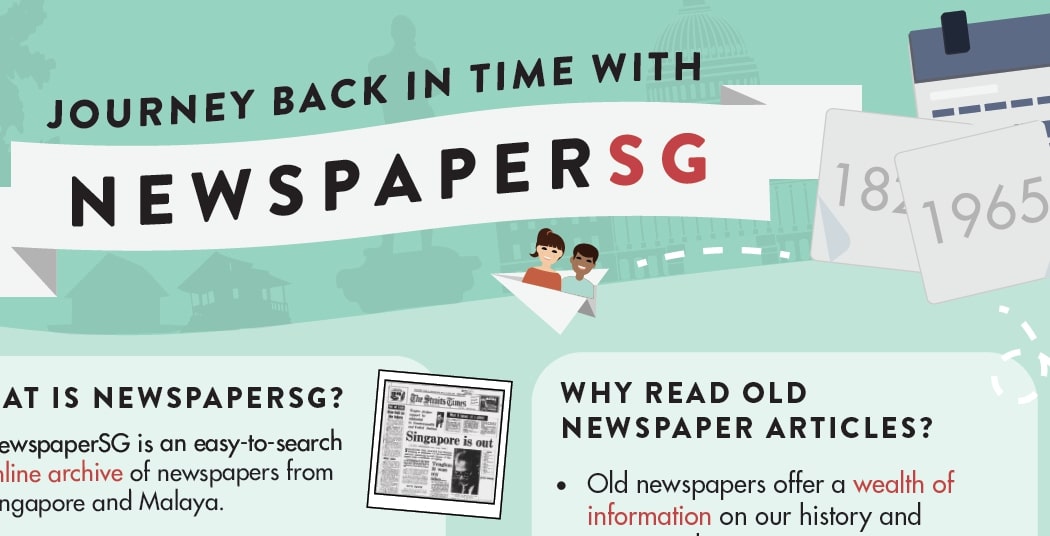 JOURNEY BACK IN TIME WITH
NEWSPAPERSG
1965
AT IS NEWSPAPERSG?
ewspaperSG is an easy-to-search
nline archive of newspapers from
ingapore and Malaya.
The Straits Times
Singapore is out
WHY READ OLD
NEWSPAPER ARTICLES?
• Old newspapers offer a wealth of
information on our history and